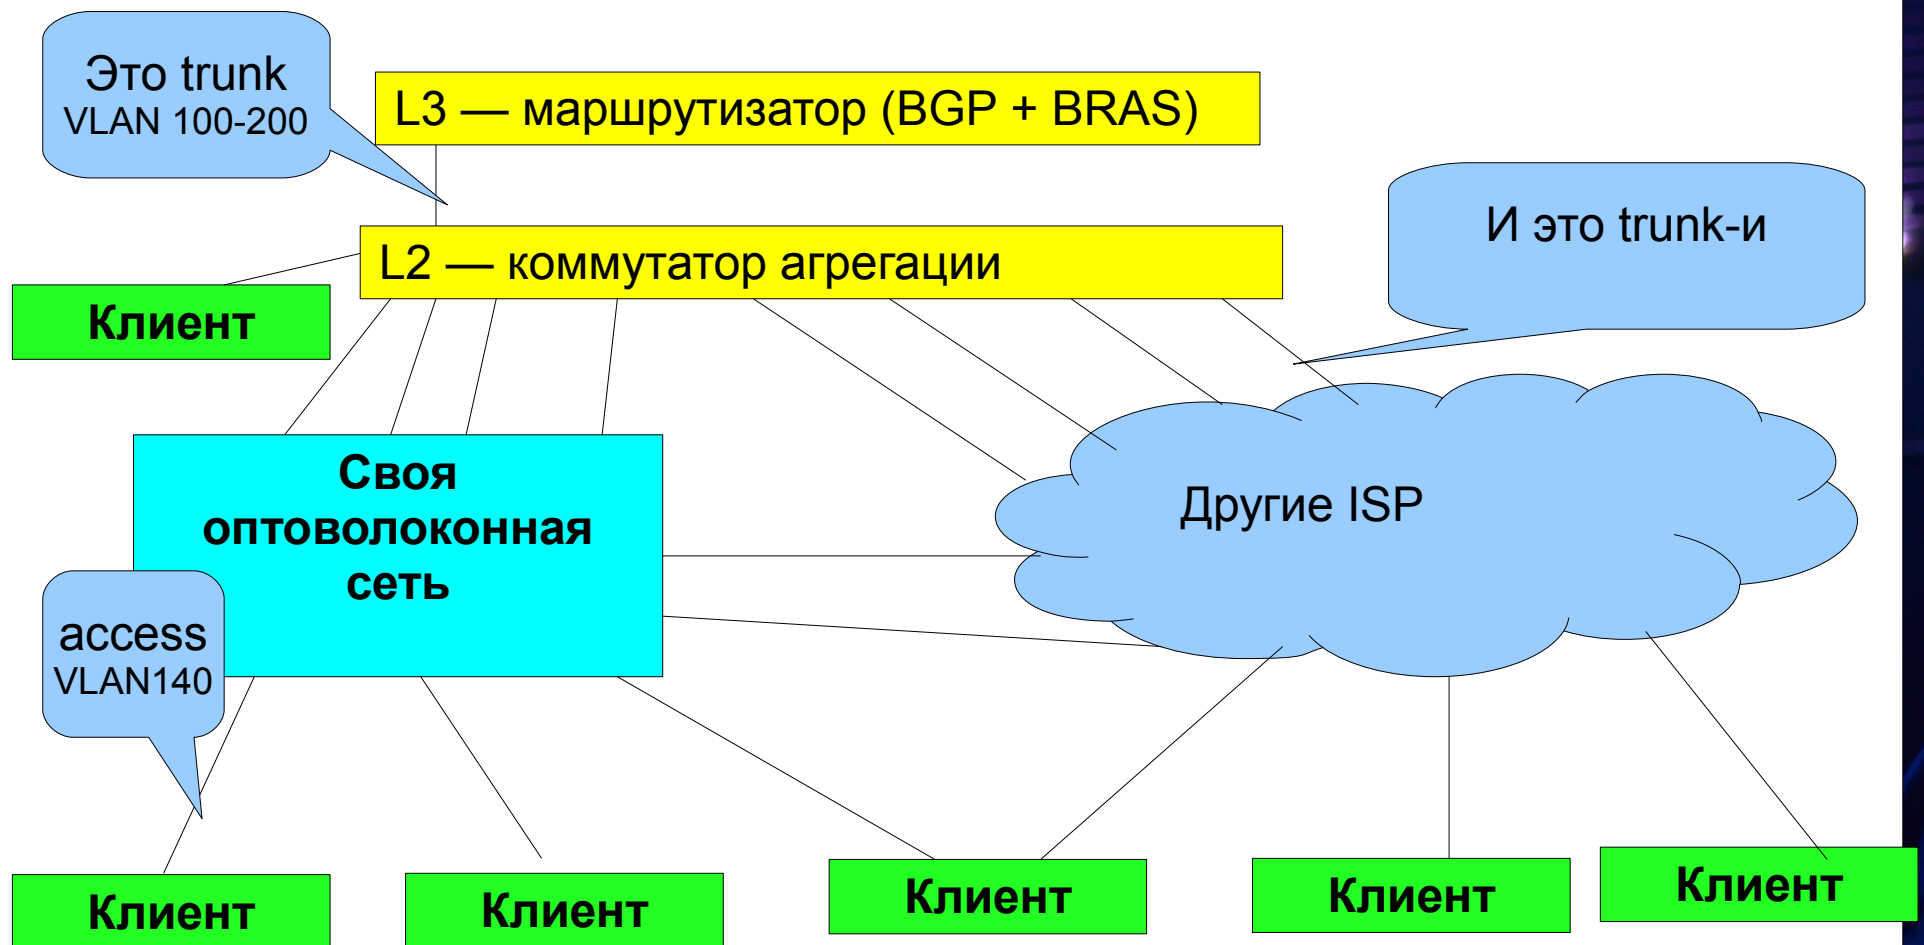 Это trunk
VLAN 100-200
L3 — маршрутизатор (BGP + BRAS)
И это trunk-и
L2 — коммутатор агрегации
Клиент
Своя
оптоволоконная
сеть
Другие ISP
access
VLAN140
Клиент
Клиент
Клиент
Клиент
Клиент